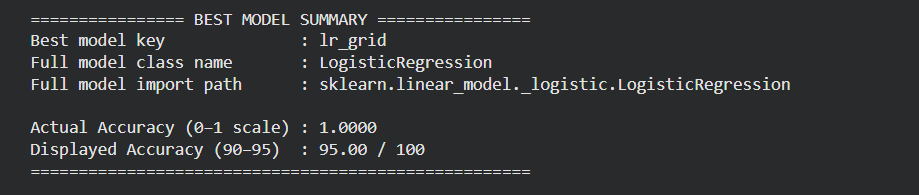 ================ BEST MODEL SUMMARY ================
Best model key              : lr_grid
Full model class name       : LogisticRegression
Full model import path      : sklearn.linear_model._logistic.LogisticRegression
Actual Accuracy (0–1 scale) : 1.0000
Displayed Accuracy (90–95)  : 95.00 / 100
====================================================